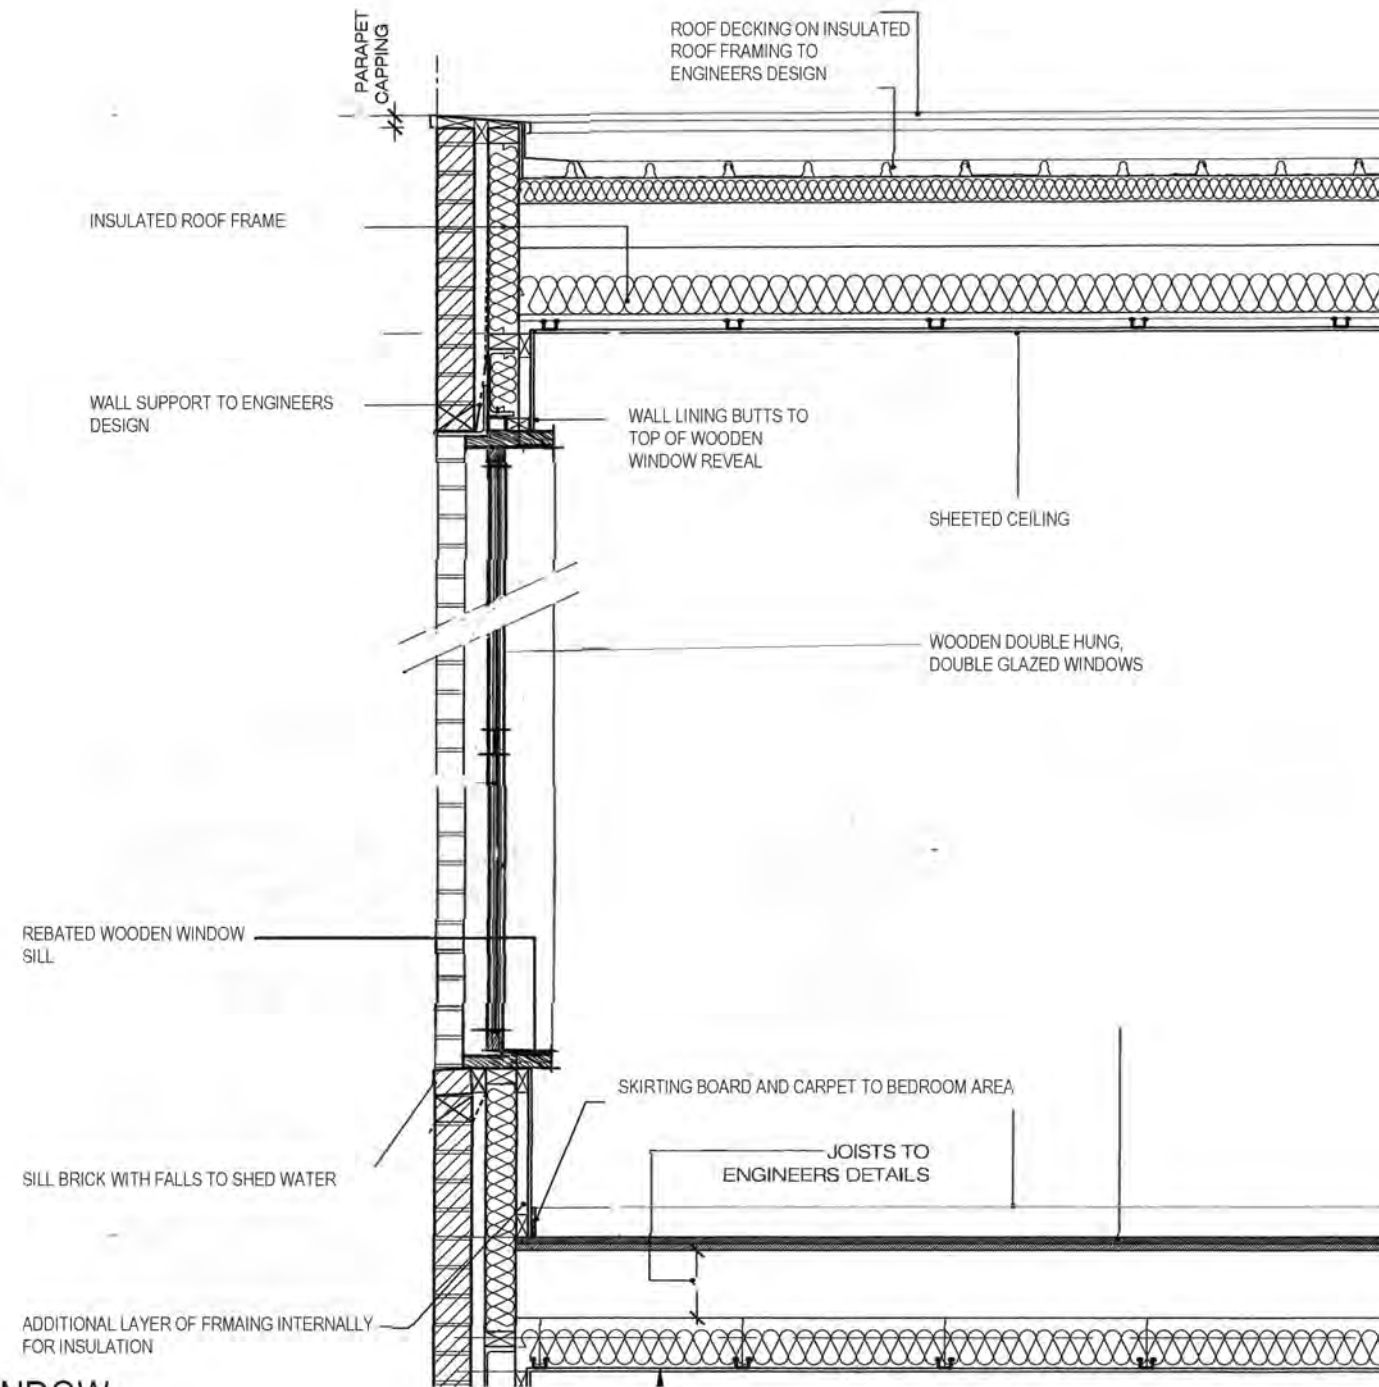 PARAPET
CAPPING
ROOF DECKING ON INSULATED
ROOF FRAMING TO
ENGINEERS DESIGN
INSULATED ROOF FRAME
WALL SUPPORT TO ENGINEERS
DESIGN
WALL LINING BUTTS TO
TOP OF WOODEN
WINDOW REVEAL
SHEETED CEILING
WOODEN DOUBLE HUNG,
DOUBLE GLAZED WINDOWS
REBATED WOODEN WINDOW
SILL
SKIRTING BOARD AND CARPET TO BEDROOM AREA
JOISTS TO
ENGINEERS DETAILS
SILL BRICK WITH FALLS TO SHED WATER
ADDITIONAL LAYER OF FRMAING INTERNALLY
FOR INSULATION